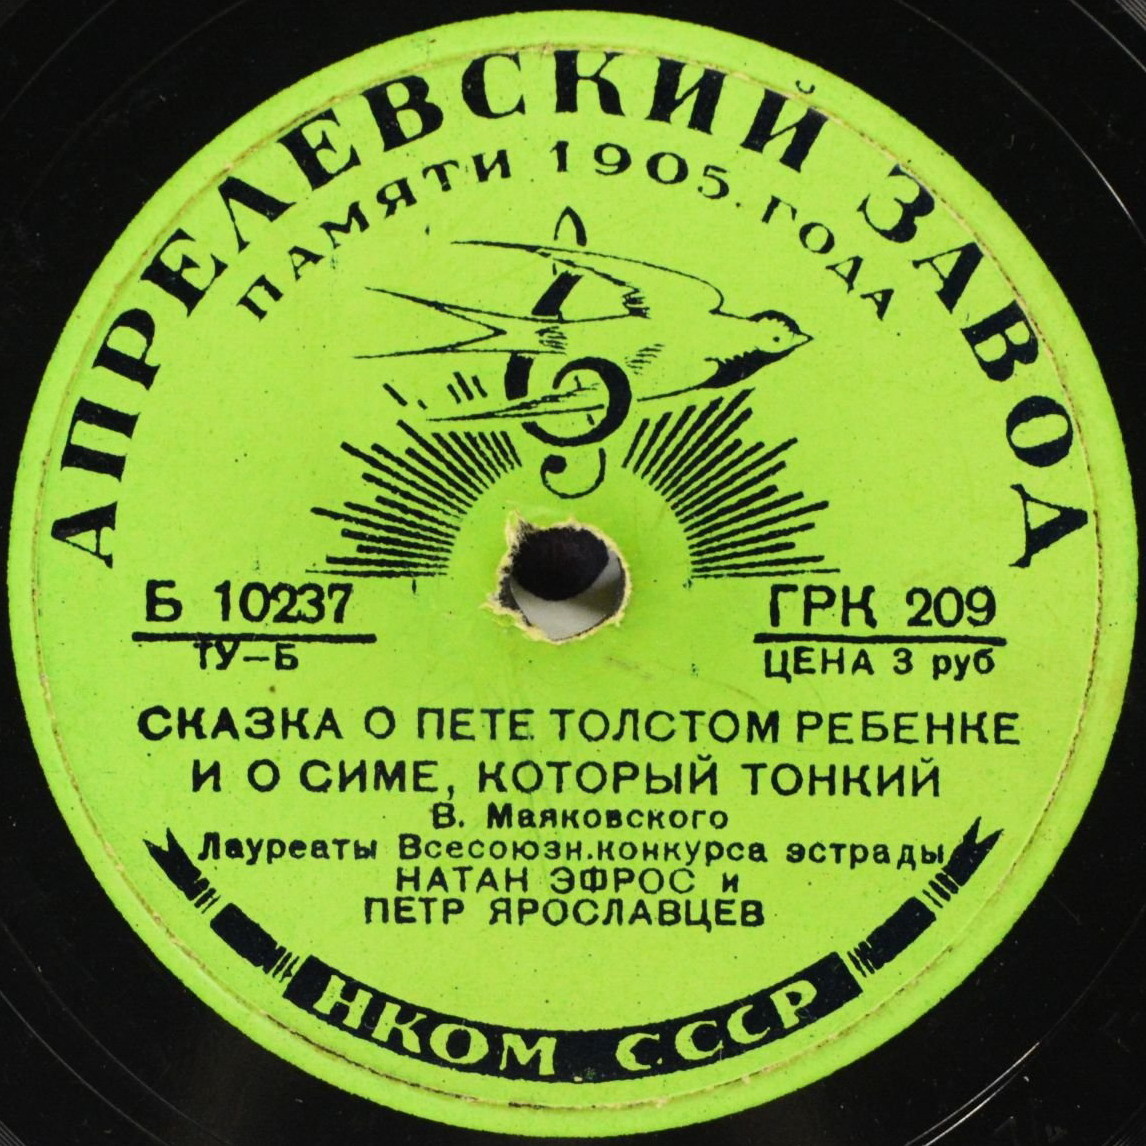 АПРЕЛЕВСКИЙ ЗАВОД
ПАМЯТИ 1905 ГОДА
Б 10237
ТУ–Б
ГРК 209
ЦЕНА 3 руб
СКАЗКА О ПЕТЕ ТОЛСТОМ РЕБЕНКЕ
И О СИМЕ, КОТОРЫЙ ТОНКИЙ
В. Маяковского
Лауреаты Всесоюзн.конкурса эстрады
НАТАН ЭФРОС и
ПЕТР ЯРОСЛАВЦЕВ
НКОМ СССР